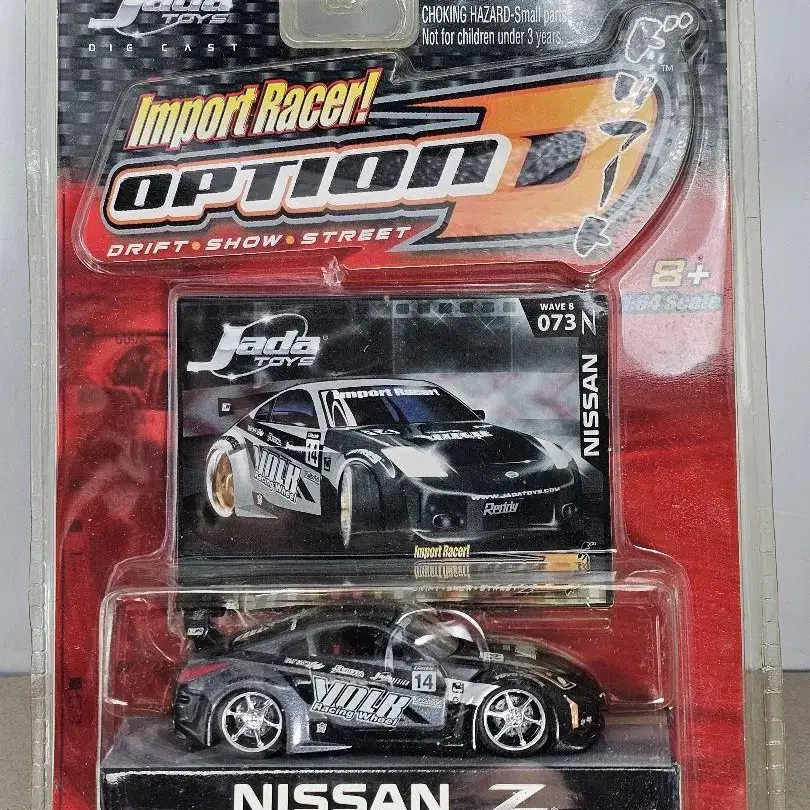 Jada
TOYS
DIE CAST
CHOKING HAZARD-Small parts
Not for children under 3 years.
Import Racer!
OPTION D
TM
DRIFT • SHOW • STREET
8+
1:64 Scale
WAVE 8
073 Z
Jada
TOYS
NISSAN
Import Racer!
14
VOLK
Racing Wheel
WWW.JADATOYS.COM
Reddy
Import Racer!
14
VOLK
Racing Wheel
NISSAN Z